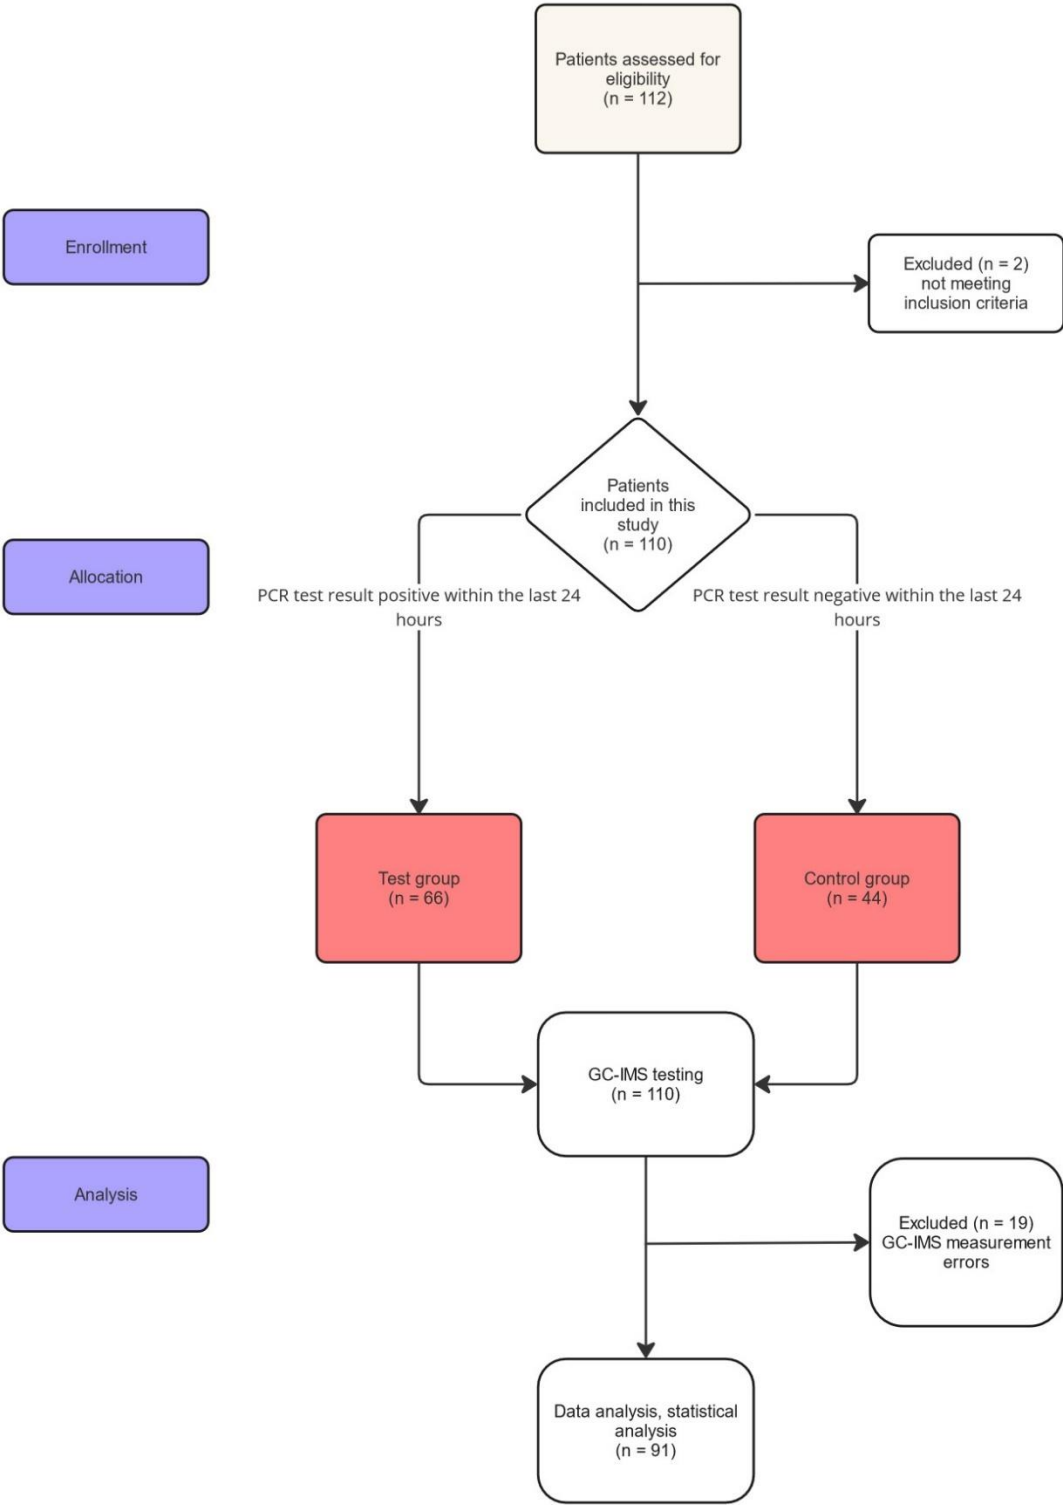 Patients assessed for
eligibility
(n = 112)
Enrollment
Excluded (n = 2)
not meeting
inclusion criteria
Patients
included in this
study
(n = 110)
Allocation
PCR test result positive within the last 24
hours
PCR test result negative within the last 24
hours
Test group
(n = 66)
Control group
(n = 44)
GC-IMS testing
(n = 110)
Analysis
Excluded (n = 19)
GC-IMS measurement
errors
Data analysis, statistical
analysis
(n = 91)